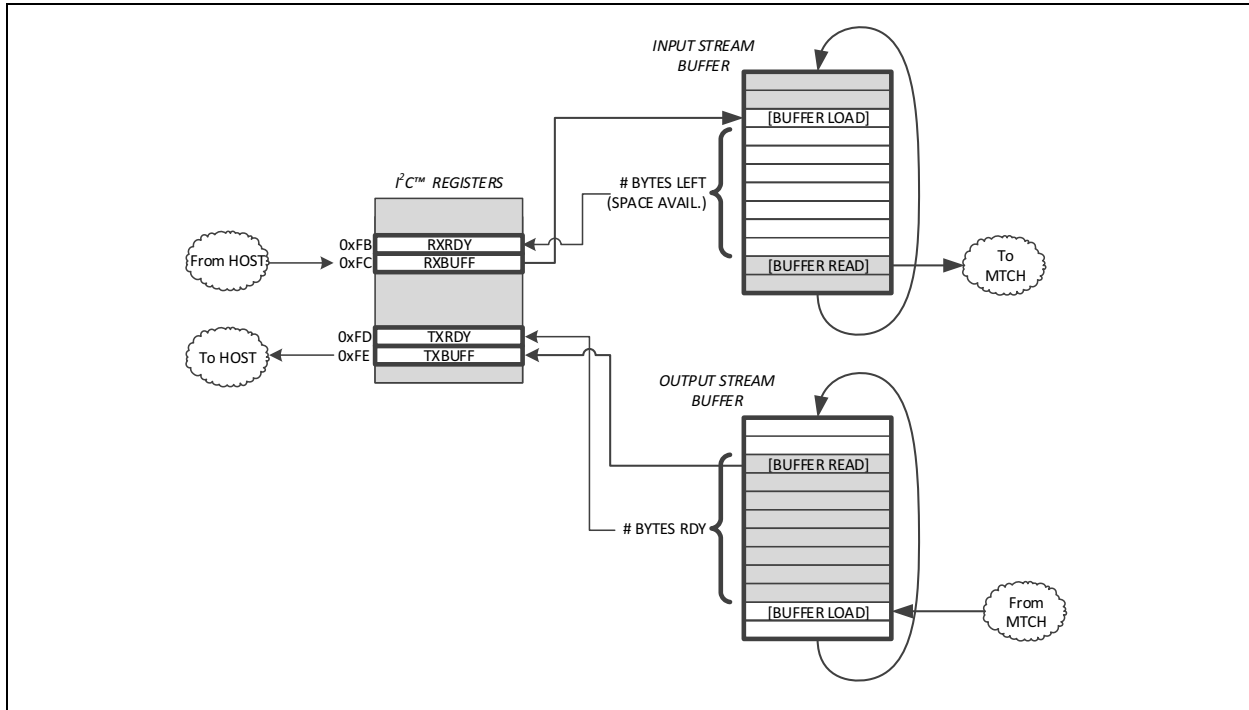 INPUT STREAM
BUFFER
[BUFFER LOAD]
# BYTES LEFT
(SPACE AVAIL.)
[BUFFER READ]
To
MTCH
I²C™ REGISTERS
From HOST
0xFB RXRDY
0xFC RXBUFF
0xFD TXRDY
0xFE TXBUFF
To HOST
OUTPUT STREAM
BUFFER
[BUFFER READ]
# BYTES RDY
[BUFFER LOAD]
From
MTCH